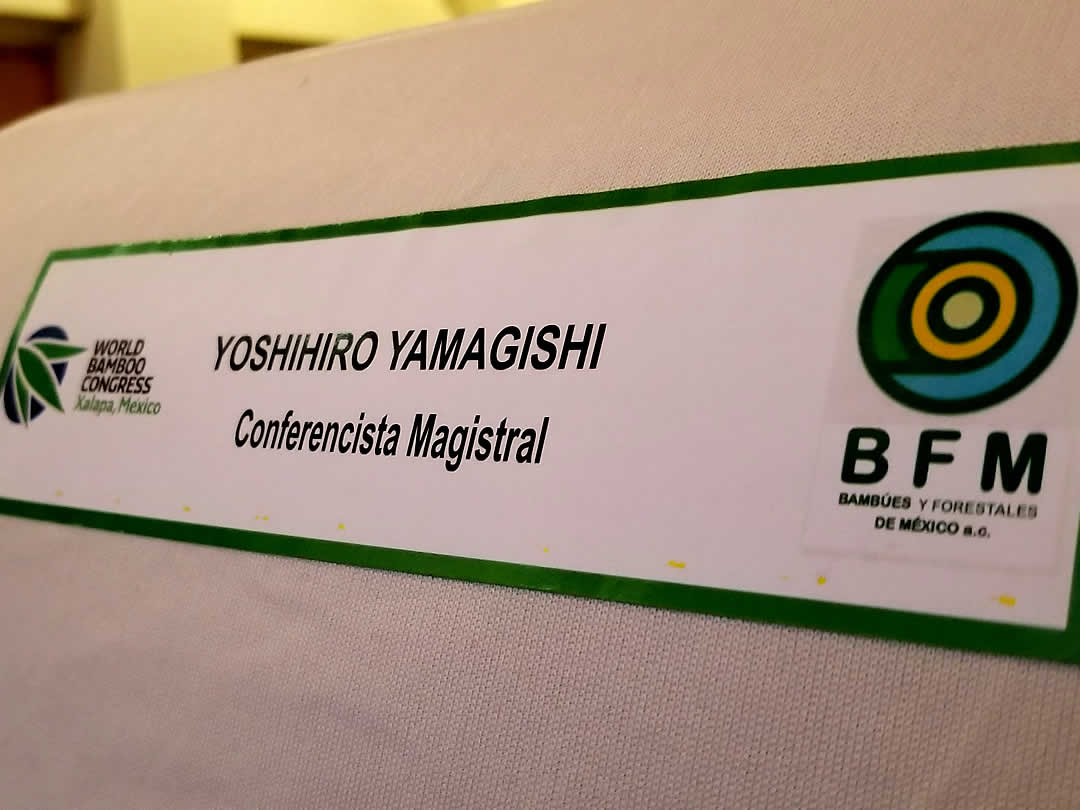 WORLD
BAMBOO
CONGRESS
Xalapa, Mexico
YOSHIHIRO YAMAGISHI
Conferencista Magistral
BFM
BAMBÚES Y FORESTALES
DE MÉXICO a.c.